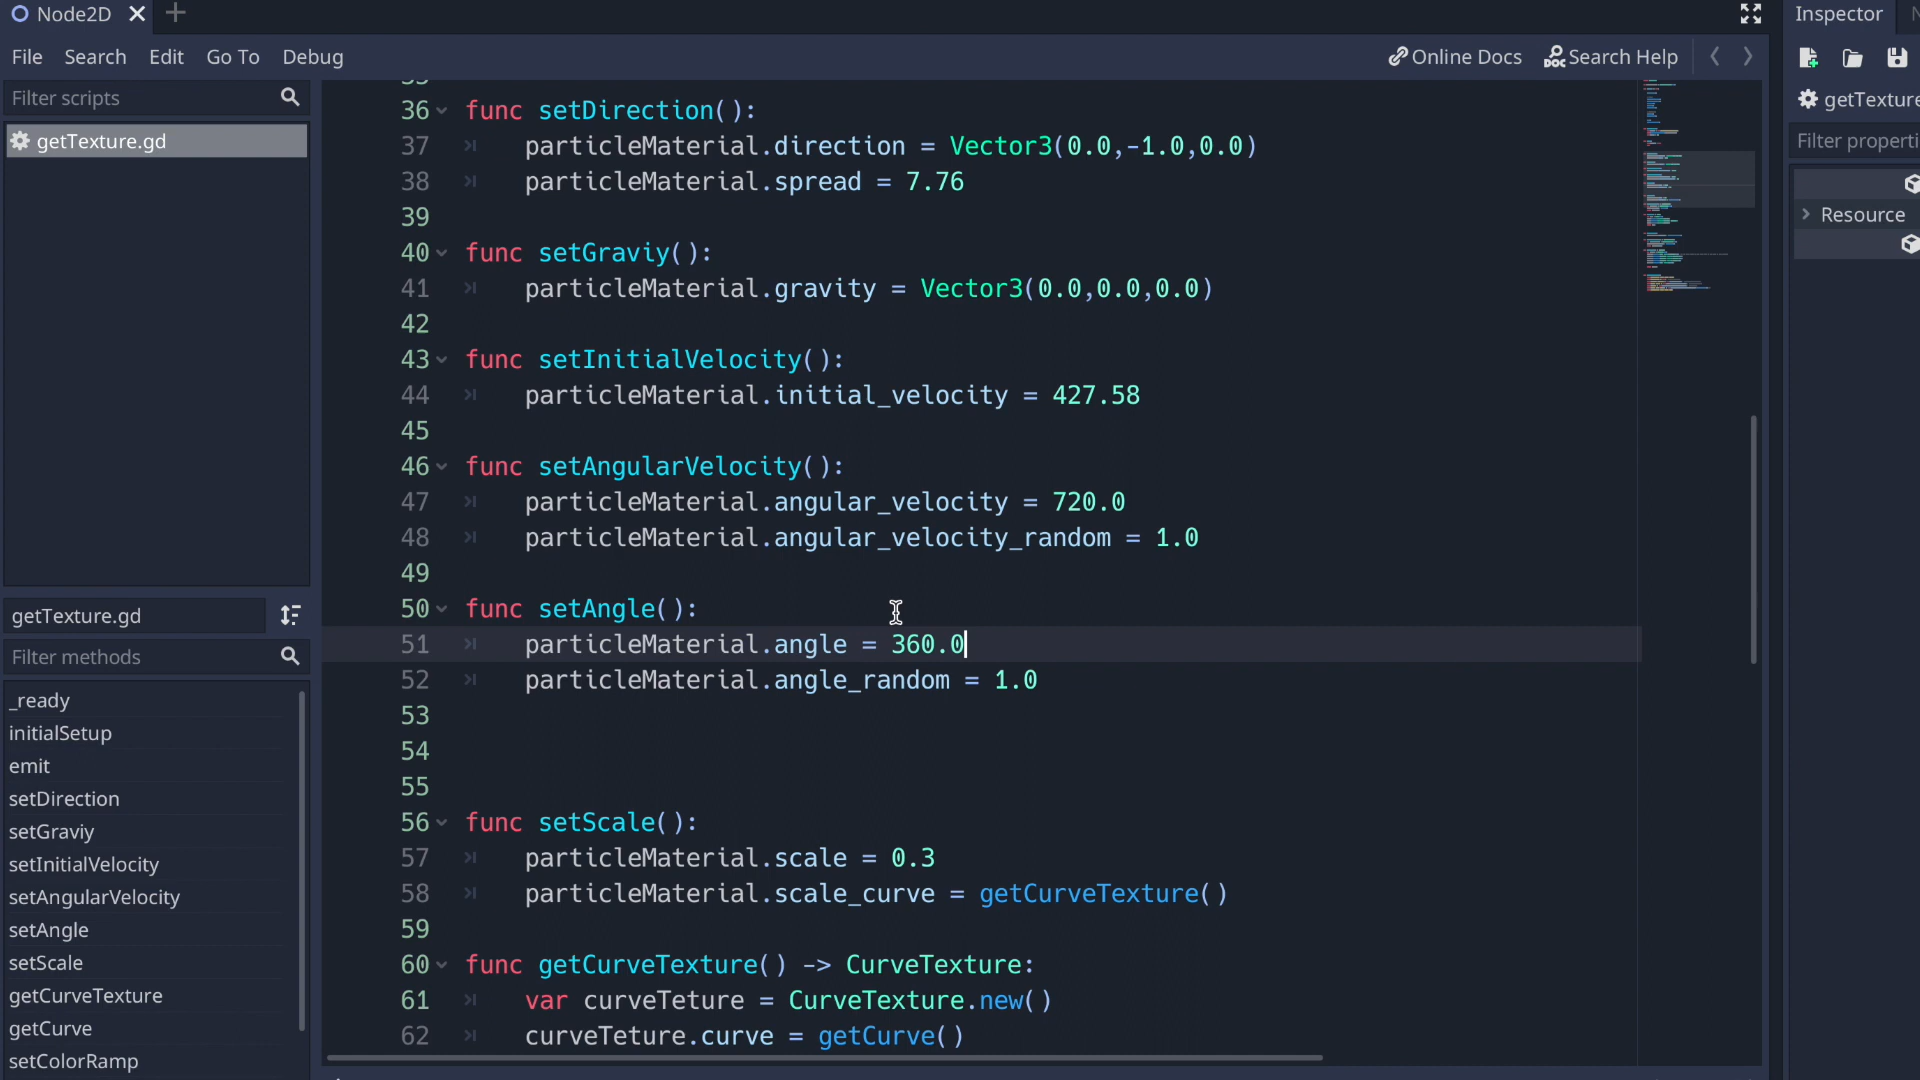 Node2D
Inspector
File Search Edit Go To Debug
Online Docs
Search Help
Filter scripts
getTexture.gd
getTexture.gd
Filter methods
_ready
initialSetup
emit
setDirection
setGraviy
setInitialVelocity
setAngularVelocity
setAngle
setScale
getCurveTexture
getCurve
setColorRamp
36 func setDirection():
37 particleMaterial.direction = Vector3(0.0,-1.0,0.0)
38 particleMaterial.spread = 7.76
39
40 func setGraviy():
41 particleMaterial.gravity = Vector3(0.0,0.0,0.0)
42
43 func setInitialVelocity():
44 particleMaterial.initial_velocity = 427.58
45
46 func setAngularVelocity():
47 particleMaterial.angular_velocity = 720.0
48 particleMaterial.angular_velocity_random = 1.0
49
50 func setAngle():
51 particleMaterial.angle = 360.0
52 particleMaterial.angle_random = 1.0
53
54
55
56 func setScale():
57 particleMaterial.scale = 0.3
58 particleMaterial.scale_curve = getCurveTexture()
59
60 func getCurveTexture() -> CurveTexture:
61 var curveTeture = CurveTexture.new()
62 curveTeture.curve = getCurve()
getTexture
Filter properti
Resource